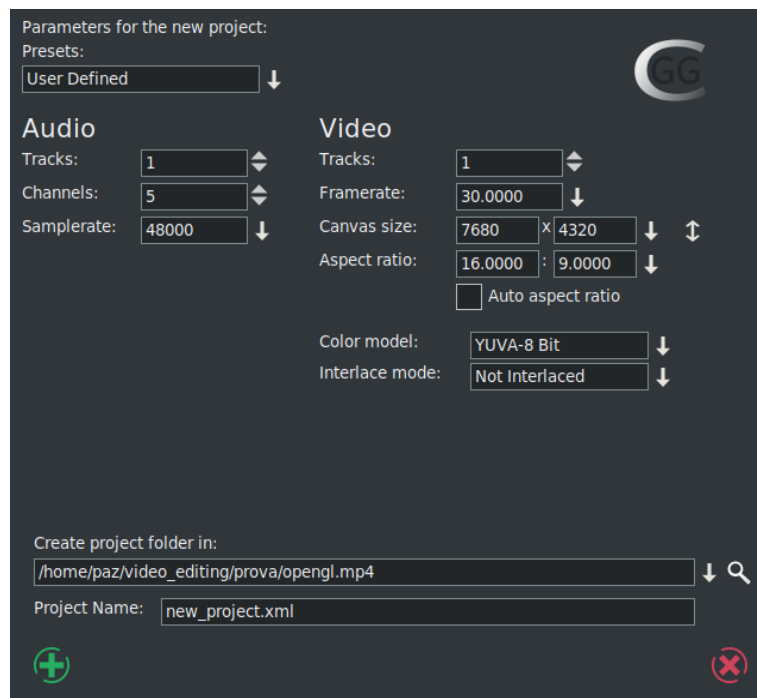 Parameters for the new project:
Presets:
User Defined
GG
Audio
Tracks: 1
Channels: 5
Samplerate: 48000
Video
Tracks: 1
Framerate: 30.0000
Canvas size: 7680 x 4320
Aspect ratio: 16.0000 : 9.0000
Auto aspect ratio
Color model: YUVA-8 Bit
Interlace mode: Not Interlaced
Create project folder in:
/home/paz/video_editing/prova/opengl.mp4
Project Name: new_project.xml